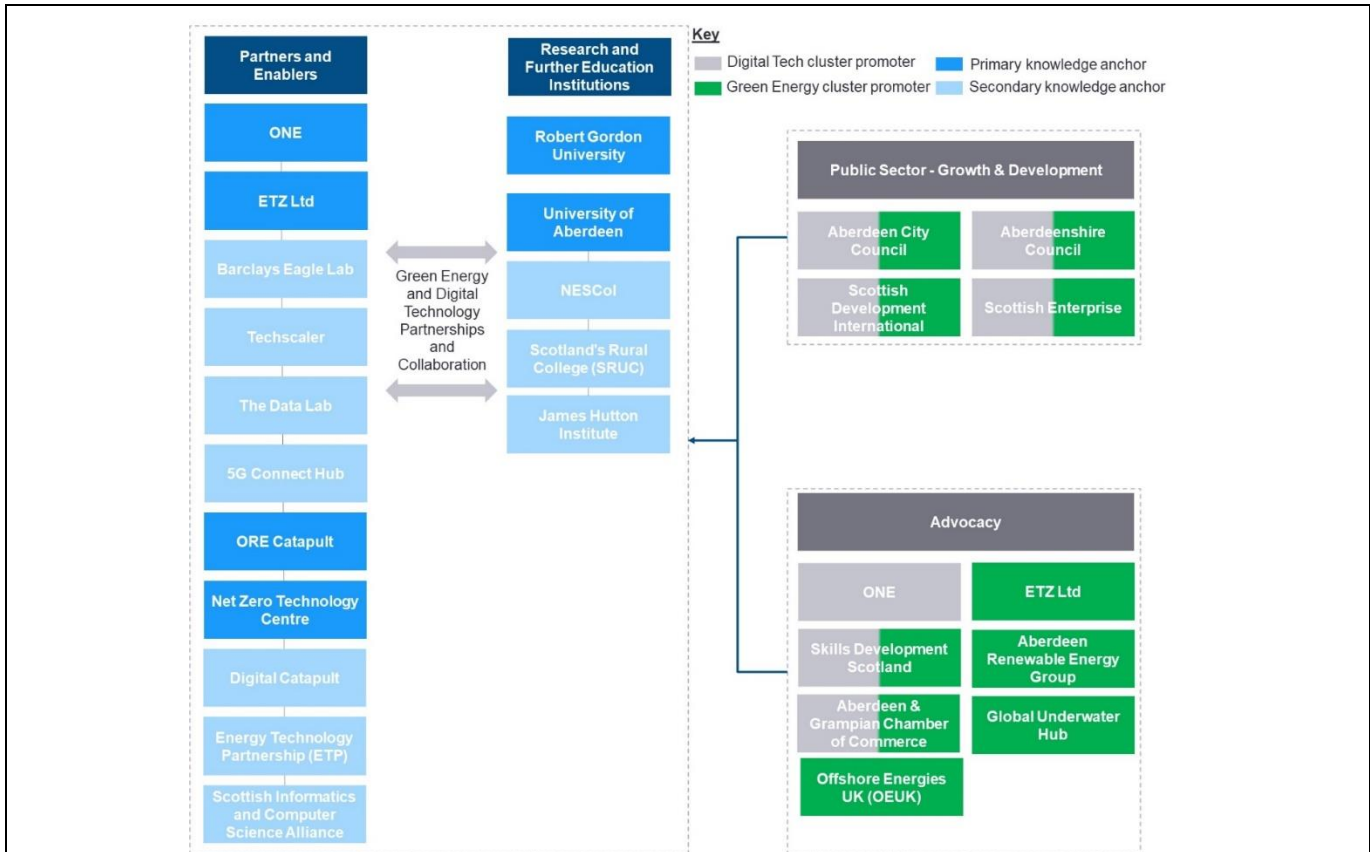 Partners and
Enablers
ONE
ETZ Ltd
Barclays Eagle Lab
Techscaler
The Data Lab
5G Connect Hub
ORE Catapult
Net Zero Technology
Centre
Digital Catapult
Energy Technology
Partnership (ETP)
Scottish Informatics
and Computer
Science Alliance
Green Energy
and Digital
Technology
Partnerships
and
Collaboration
Research and
Further Education
Institutions
Robert Gordon
University
University of
Aberdeen
NESCol
Scotland's Rural
College (SRUC)
James Hutton
Institute
Key
Digital Tech cluster promoter
Primary knowledge anchor
Green Energy cluster promoter
Secondary knowledge anchor
Public Sector - Growth & Development
Aberdeen City
Council
Aberdeenshire
Council
Scottish
Development
International
Scottish Enterprise
Advocacy
ONE
ETZ Ltd
Skills Development
Scotland
Aberdeen
Renewable Energy
Group
Aberdeen &
Grampian Chamber
of Commerce
Global Underwater
Hub
Offshore Energies
UK (OEUK)